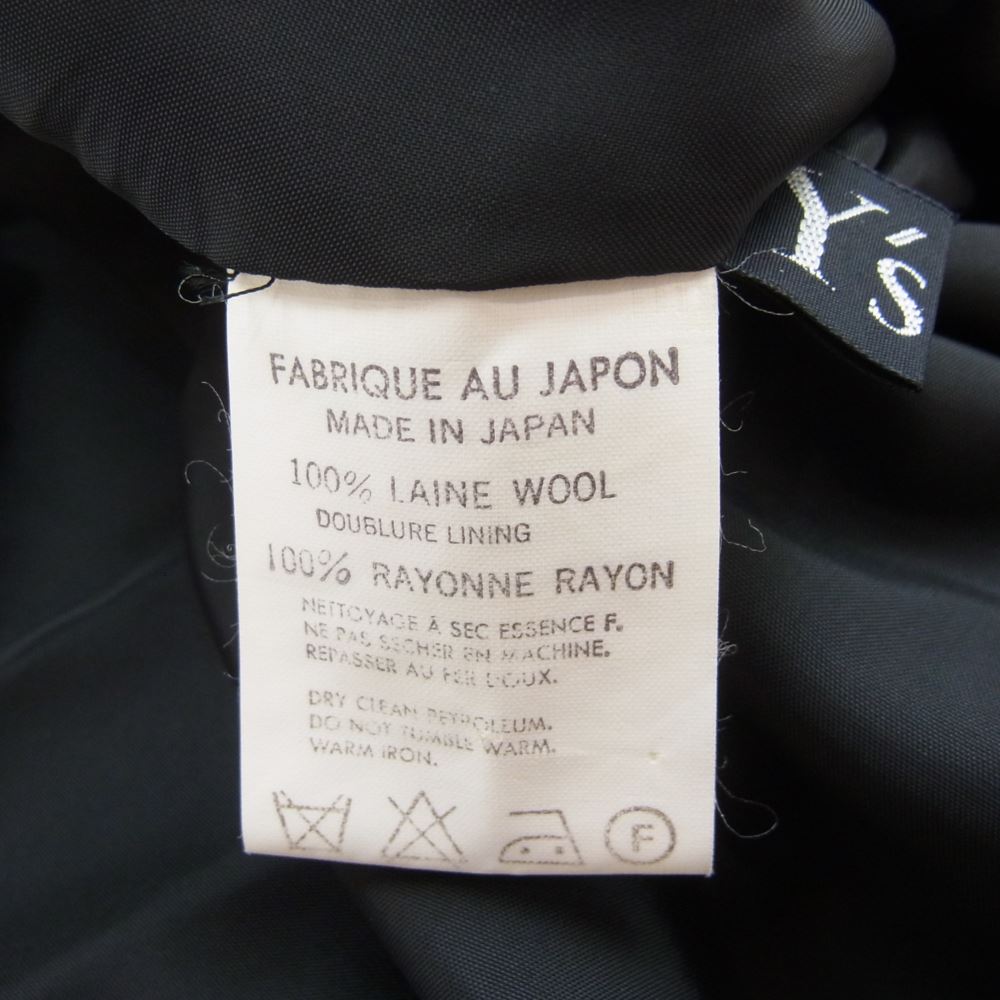 Y's
FABRIQUE AU JAPON
MADE IN JAPAN
100% LAINE WOOL
DOUBLURE LINING
100% RAYONNE RAYON
NETTOYAGE À SEC ESSENCE F.
NE PAS SECHER EN MACHINE.
REPASSER AU FER DOUX.
DRY CLEAN PETROLEUM.
DO NOT TUMBLE WARM.
WARM IRON.
F